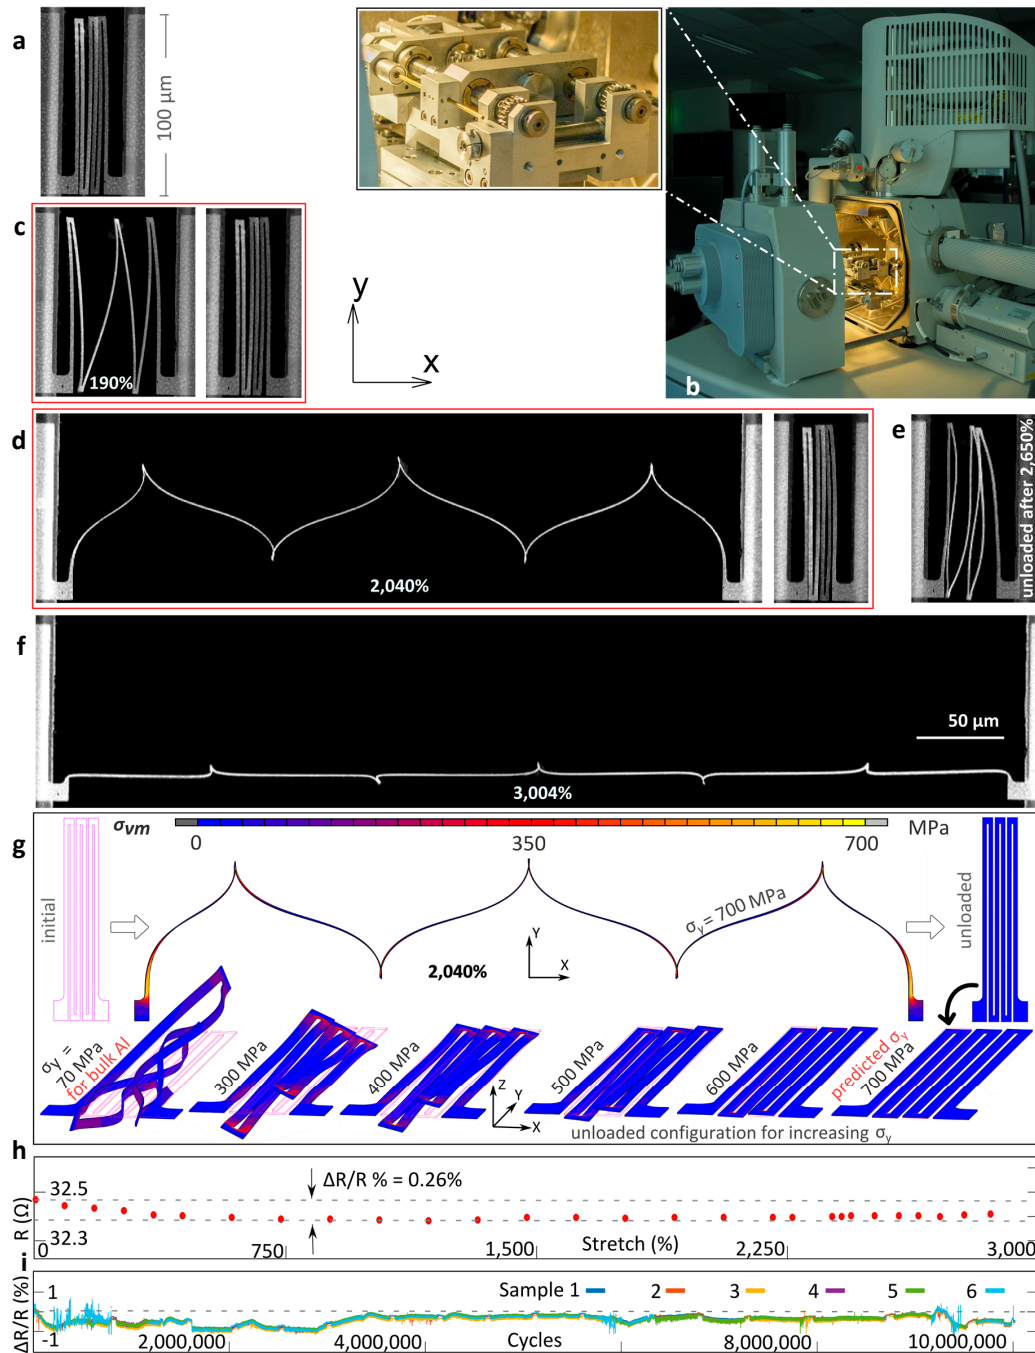 a
100 μm
c
190%
y
x
b
d
2,040%
e
unloaded after 2,650%
f
50 μm
3,004%
g
σvm
0
350
700
MPa
initial
σy = 700 MPa
unloaded
Y
X
2,040%
σy =
70 MPa
for bulk Al
300 MPa
400 MPa
500 MPa
600 MPa
predicted σy
700 MPa
Z
Y
X
unloaded configuration for increasing σy
h
R (Ω)
32.5
32.3
ΔR/R % = 0.26%
0
750
1,500
Stretch (%)
2,250
3,000
i
ΔR/R (%)
1
-1
Sample 1
2
3
4
5
6
2,000,000
4,000,000
Cycles
8,000,000
10,000,000